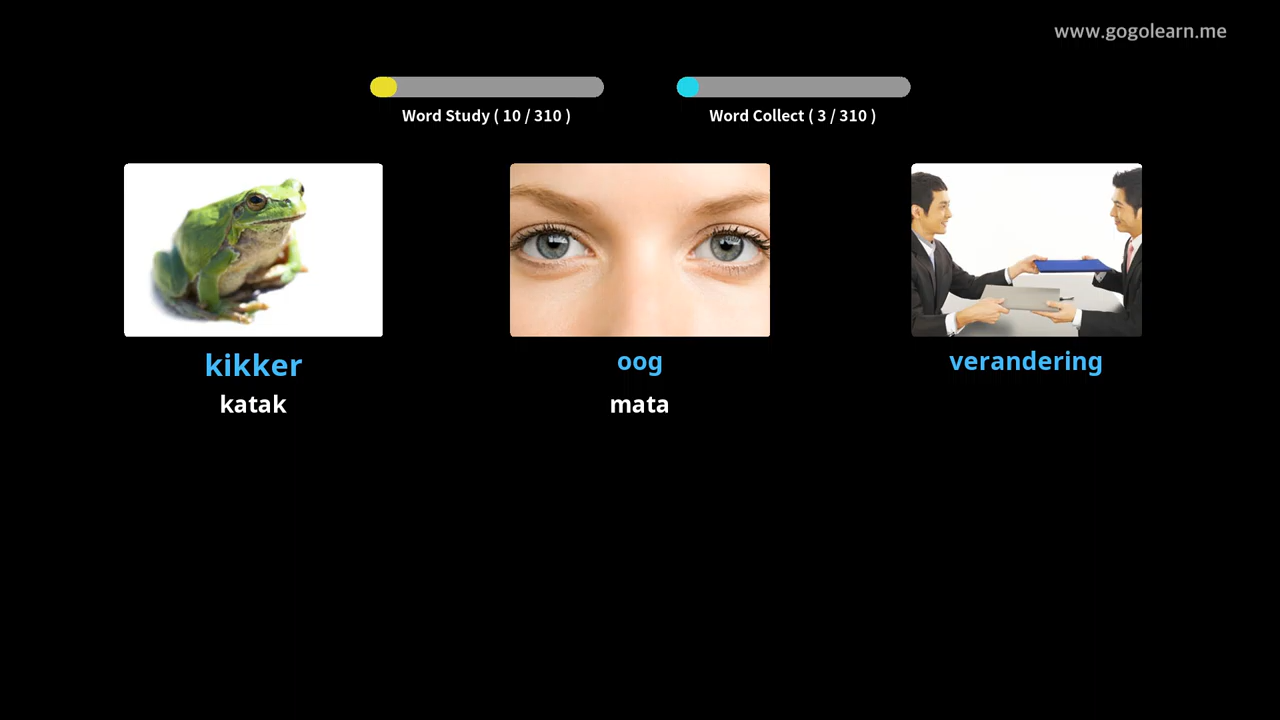 www.gogolearn.me
Word Study ( 10 / 310 )
Word Collect ( 3 / 310 )
kikker
katak
oog
mata
verandering